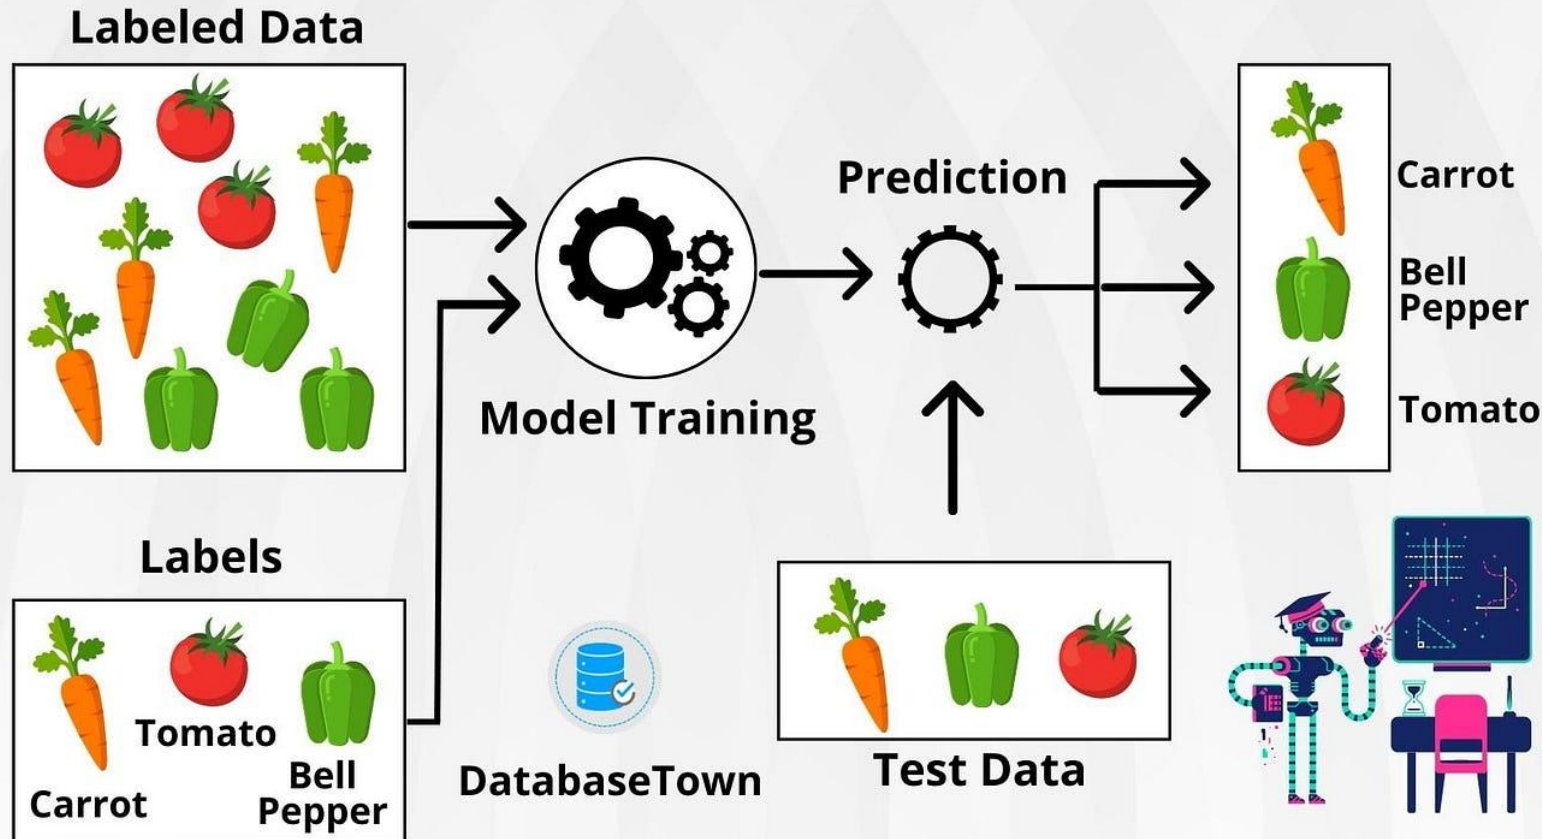 Labeled Data
Prediction
Carrot
Bell
Pepper
Tomato
Model Training
Labels
Tomato
Carrot
Bell
Pepper
DatabaseTown
Test Data